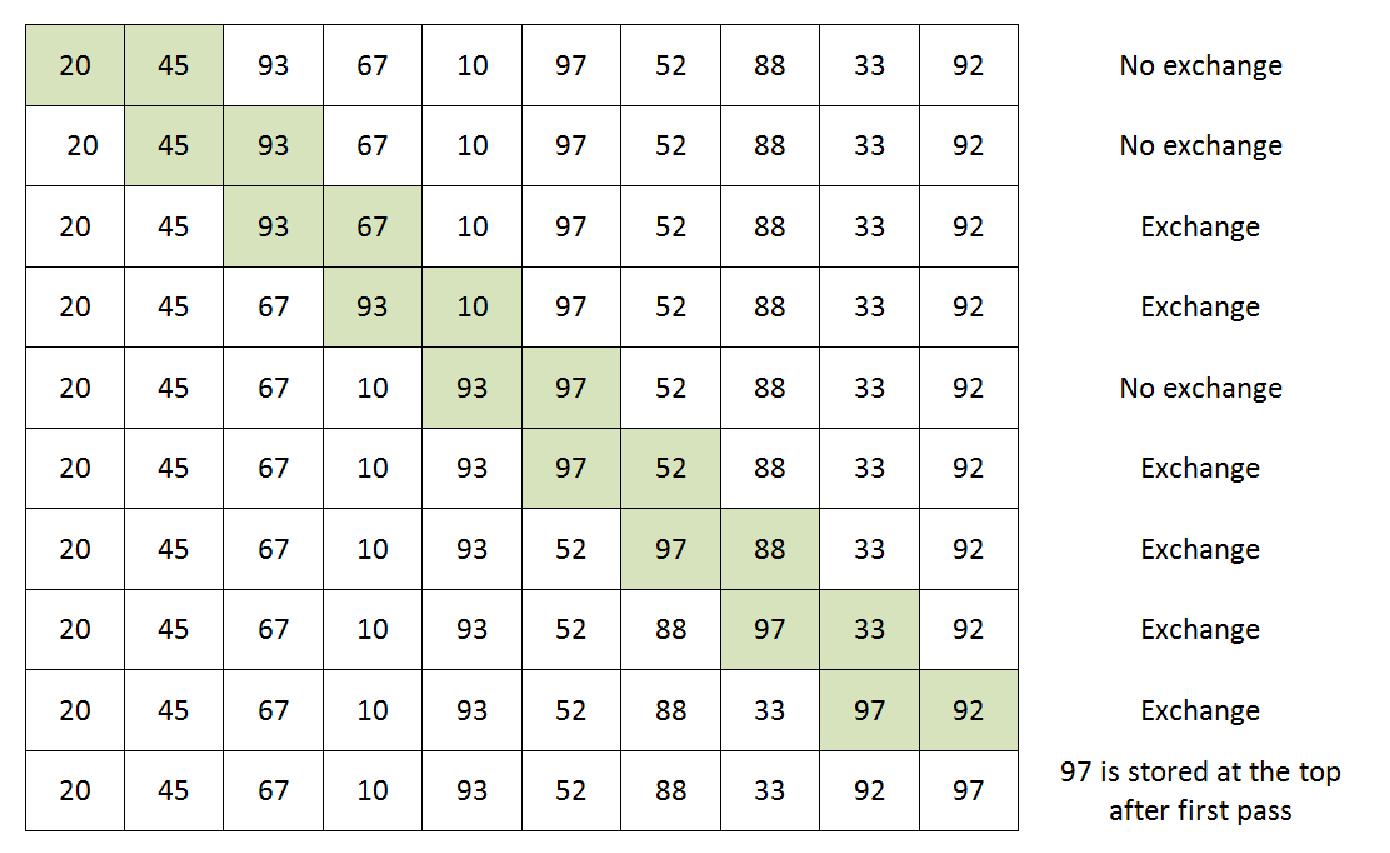 20 45 93 67 10 97 52 88 33 92 No exchange
20 45 93 67 10 97 52 88 33 92 No exchange
20 45 93 67 10 97 52 88 33 92 Exchange
20 45 67 93 10 97 52 88 33 92 Exchange
20 45 67 10 93 97 52 88 33 92 No exchange
20 45 67 10 93 97 52 88 33 92 Exchange
20 45 67 10 93 52 97 88 33 92 Exchange
20 45 67 10 93 52 88 97 33 92 Exchange
20 45 67 10 93 52 88 33 97 92 Exchange
20 45 67 10 93 52 88 33 92 97 97 is stored at the top
after first pass